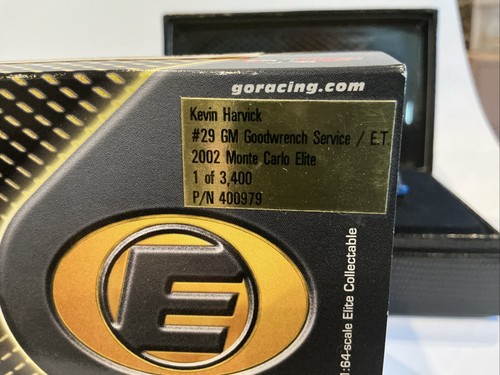 goracing.com
Kevin Harvick
#29 GM Goodwrench Service / E.T.
2002 Monte Carlo Elite
1 of 3,400
P/N 400979
E
1:64-scale Elite Collectable